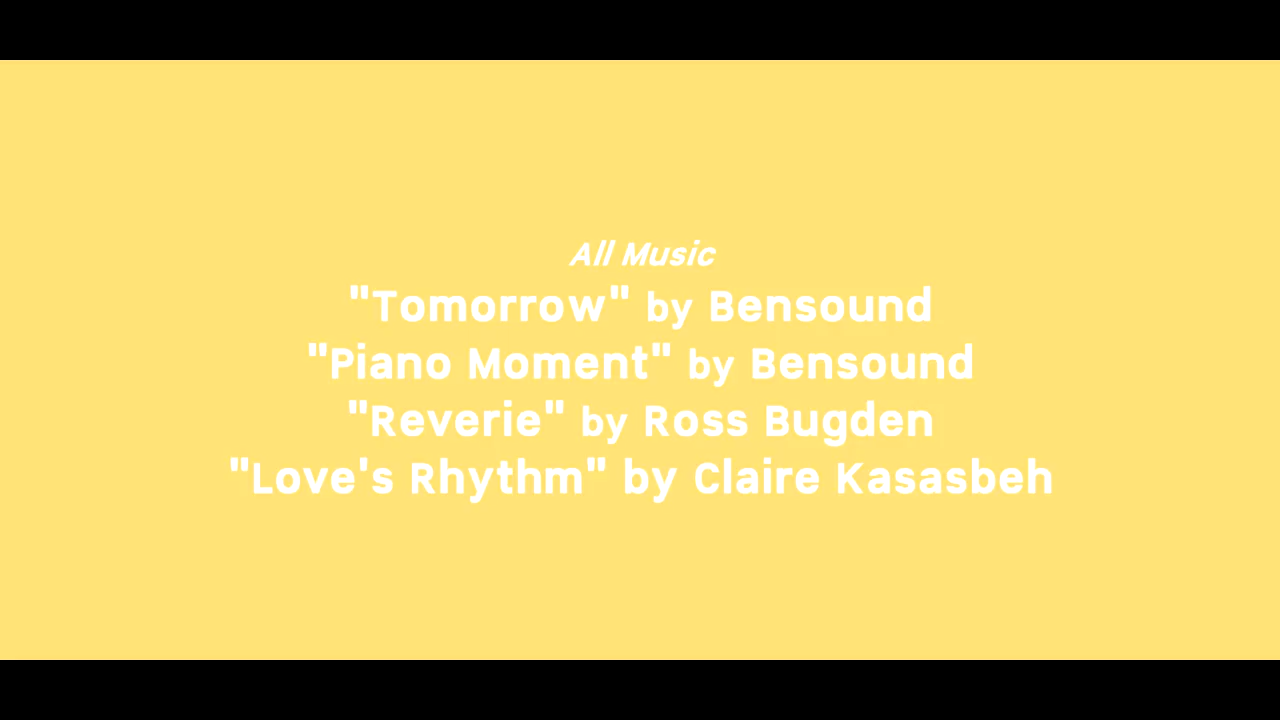 All Music
"Tomorrow" by Bensound
"Piano Moment" by Bensound
"Reverie" by Ross Bugden
"Love's Rhythm" by Claire Kasasbeh